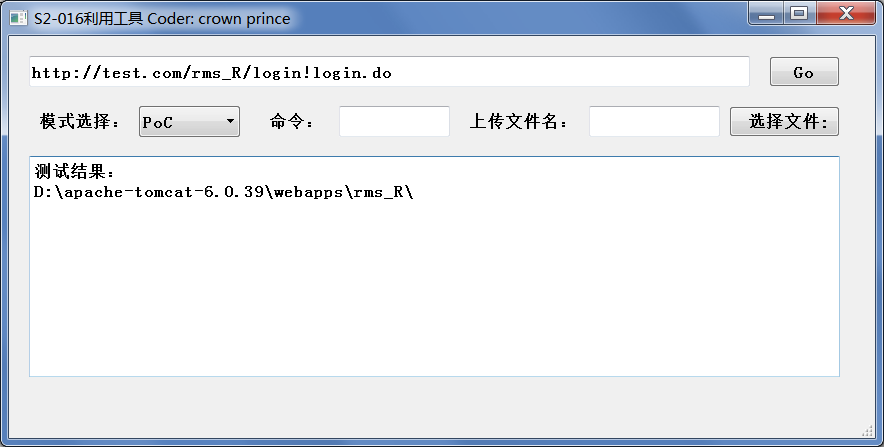 S2-016利用工具 Coder: crown prince
http://test.com/rms_R/login!login.do
Go
模式选择： PoC 命令： 上传文件名： 选择文件:
测试结果：
D:\apache-tomcat-6.0.39\webapps\rms_R\